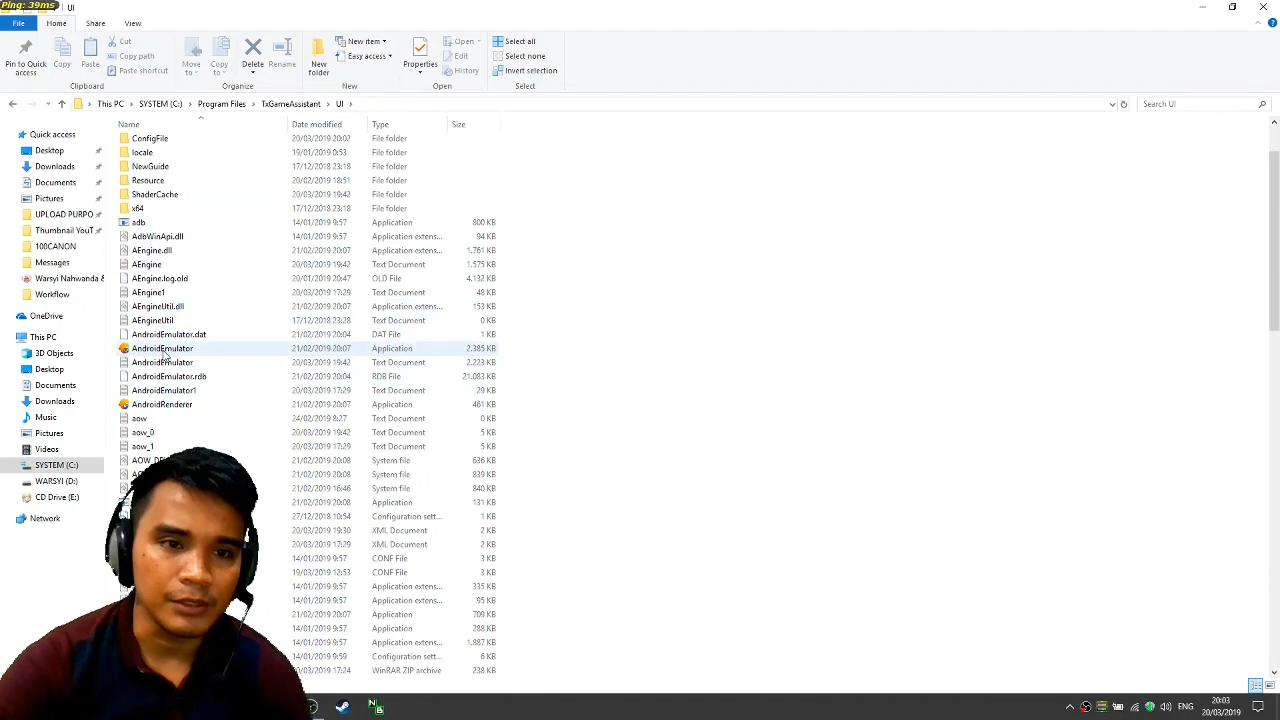 Ping: 39ms
UI
File Home Share View
Pin to Quick access
Copy
Paste
Cut
Copy path
Paste shortcut
Clipboard
Move to
Copy to
Delete
Rename
Organize
New folder
New item
Easy access
New
Properties
Open
Edit
History
Open
Select all
Select none
Invert selection
Select
This PC > SYSTEM (C:) > Program Files > TxGameAssistant > UI >
Search UI
Quick access
Desktop
Downloads
Documents
Pictures
UPLOAD PURPO
Thumbnail YouT
100CANON
Messages
Warsyi Nahwanda &
Workflow
OneDrive
This PC
3D Objects
Desktop
Documents
Downloads
Music
Pictures
Videos
SYSTEM (C:)
WARSYI (D:)
CD Drive (E:)
Network
Name Date modified Type Size
ConfigFile 20/03/2019 20:02 File folder
locale 19/01/2019 0:53 File folder
NewGuide 17/12/2018 23:18 File folder
Resource 20/02/2019 18:51 File folder
ShaderCache 20/03/2019 19:42 File folder
x64 17/12/2018 23:18 File folder
adb 14/01/2019 9:57 Application 800 KB
AdbWinApi.dll 14/01/2019 9:57 Application extens... 94 KB
AEngine.dll 21/02/2019 20:07 Application extens... 1.761 KB
AEngine 20/03/2019 19:42 Text Document 1.575 KB
AEngine.log.old 20/01/2019 20:47 OLD File 4.132 KB
AEngine1 20/03/2019 17:29 Text Document 48 KB
AEngineUtil.dll 21/02/2019 20:07 Application extens... 153 KB
AEngineUtil 17/12/2018 23:28 Text Document 0 KB
AndroidEmulator.dat 21/02/2019 20:04 DAT File 1 KB
AndroidEmulator 21/02/2019 20:07 Application 2.385 KB
AndroidEmulator 20/03/2019 19:42 Text Document 2.223 KB
AndroidEmulator.rdb 21/02/2019 20:04 RDB File 21.083 KB
AndroidEmulator1 20/03/2019 17:29 Text Document 29 KB
AndroidRenderer 21/02/2019 20:07 Application 461 KB
aow 24/02/2019 8:27 Text Document 0 KB
aow_0 20/03/2019 19:42 Text Document 5 KB
aow_1 20/03/2019 17:29 Text Document 5 KB
21/02/2019 20:08 System file 636 KB
21/02/2019 20:08 System file 839 KB
21/02/2019 16:46 System file 840 KB
21/02/2019 20:08 Application 131 KB
27/12/2018 10:54 Configuration sett... 1 KB
20/03/2019 19:30 XML Document 2 KB
20/03/2019 17:29 XML Document 2 KB
14/01/2019 9:57 CONF File 3 KB
19/03/2019 12:53 CONF File 3 KB
14/01/2019 9:57 Application extens... 335 KB
14/01/2019 9:57 Application extens... 95 KB
21/02/2019 20:07 Application 709 KB
14/01/2019 9:57 Application 288 KB
14/01/2019 9:57 Application extens... 1.887 KB
14/01/2019 9:59 Configuration sett... 6 KB
20/03/2019 17:24 WinRAR ZIP archive 238 KB
ENG
20:03
20/03/2019